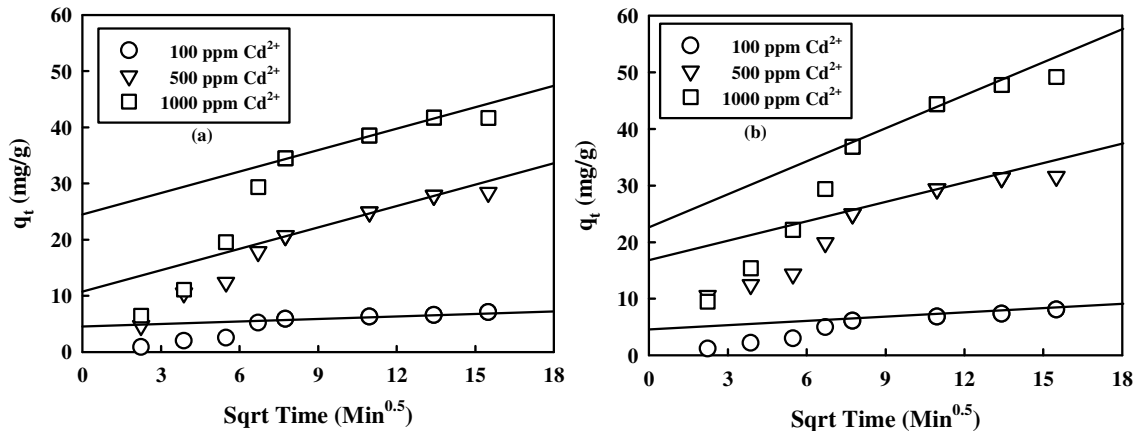 60
50
40
30
20
10
0
q_t (mg/g)
100 ppm Cd²⁺
500 ppm Cd²⁺
1000 ppm Cd²⁺
(a)
0 3 6 9 12 15 18
Sqrt Time (Min^0.5)
60
50
40
30
20
10
0
q_t (mg/g)
100 ppm Cd²⁺
500 ppm Cd²⁺
1000 ppm Cd²⁺
(b)
0 3 6 9 12 15 18
Sqrt Time (Min^0.5)